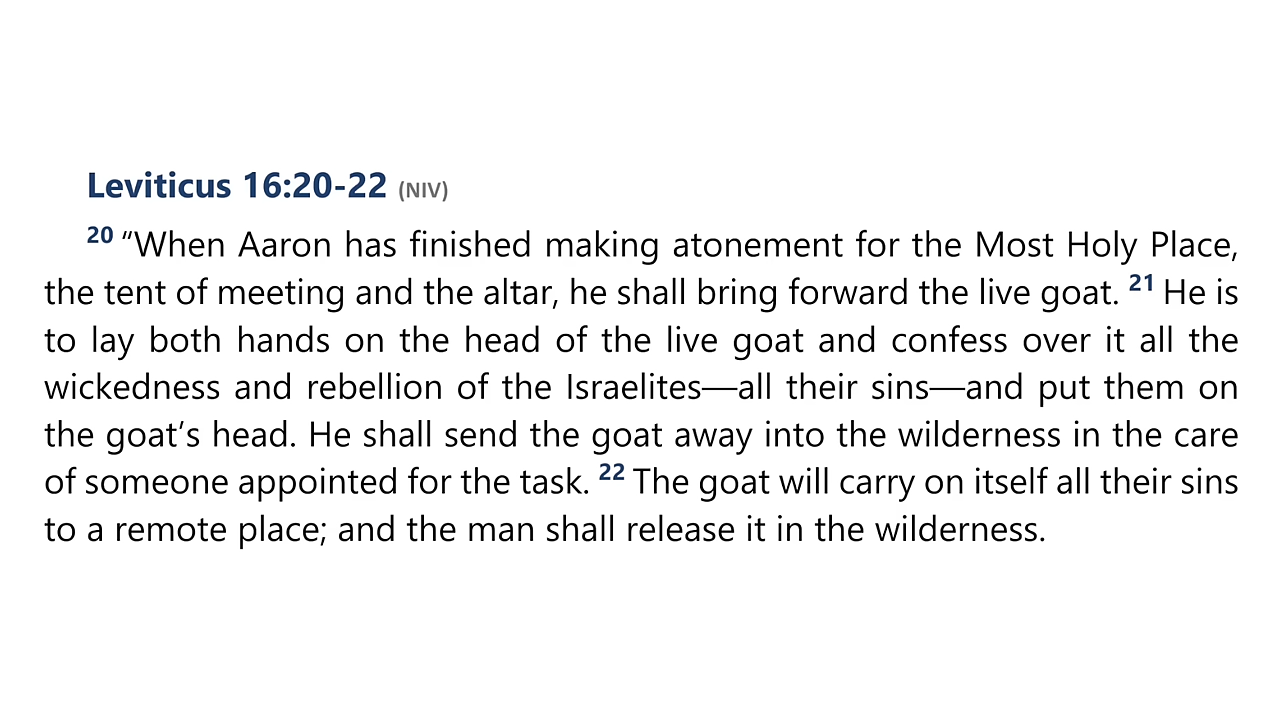 Leviticus 16:20-22 (NIV)
20 “When Aaron has finished making atonement for the Most Holy Place,
the tent of meeting and the altar, he shall bring forward the live goat. 21 He is
to lay both hands on the head of the live goat and confess over it all the
wickedness and rebellion of the Israelites—all their sins—and put them on
the goat’s head. He shall send the goat away into the wilderness in the care
of someone appointed for the task. 22 The goat will carry on itself all their sins
to a remote place; and the man shall release it in the wilderness.